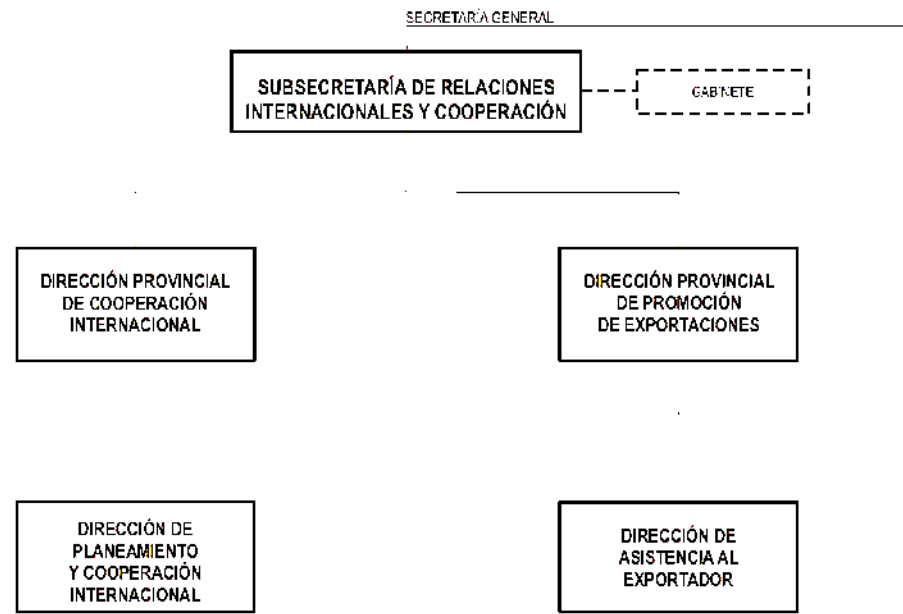 SECRETARÍA GENERAL
SUBSECRETARÍA DE RELACIONES
INTERNACIONALES Y COOPERACIÓN
GABINETE
DIRECCIÓN PROVINCIAL
DE COOPERACIÓN
INTERNACIONAL
DIRECCIÓN PROVINCIAL
DE PROMOCIÓN
DE EXPORTACIONES
DIRECCIÓN DE
PLANEAMIENTO
Y COOPERACIÓN
INTERNACIONAL
DIRECCIÓN DE
ASISTENCIA AL
EXPORTADOR